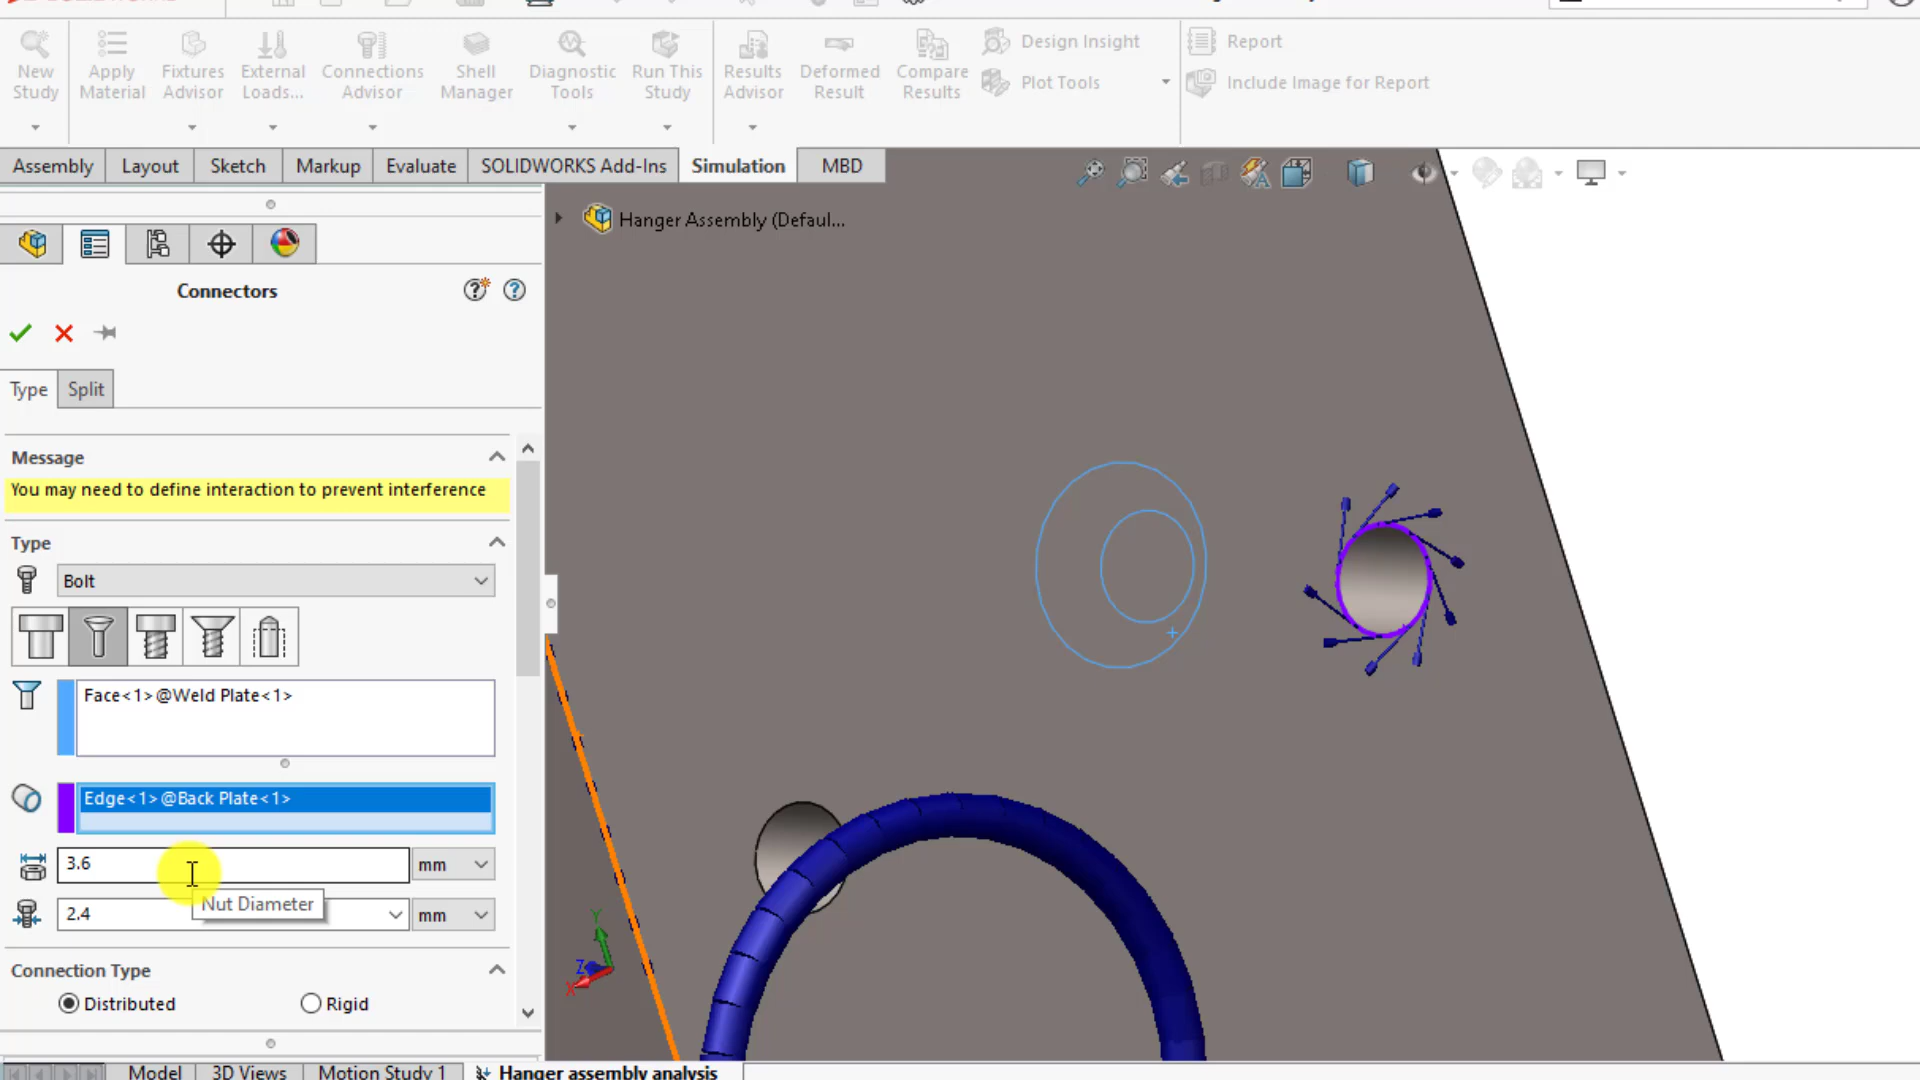 New Study
Apply Material
Fixtures Advisor
External Loads...
Connections Advisor
Shell Manager
Diagnostic Tools
Run This Study
Results Advisor
Deformed Result
Compare Results
Design Insight
Plot Tools
Report
Include Image for Report
Assembly
Layout
Sketch
Markup
Evaluate
SOLIDWORKS Add-Ins
Simulation
MBD
Hanger Assembly (Defaul...
Connectors
Type
Split
Message
You may need to define interaction to prevent interference
Type
Bolt
Face<1>@Weld Plate<1>
Edge<1>@Back Plate<1>
3.6
mm
Nut Diameter
2.4
mm
Connection Type
Distributed
Rigid
Y
Z
X
Model
3D Views
Motion Study 1
Hanger assembly analysis